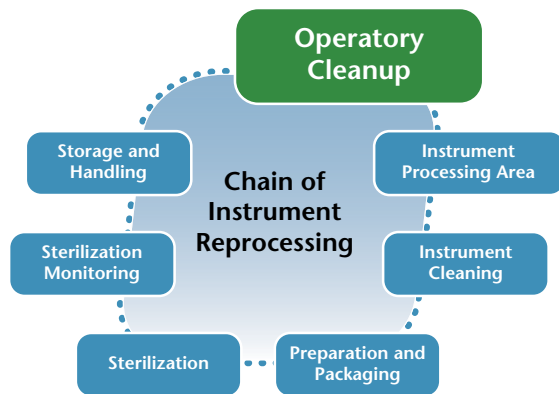 Operatory
Cleanup
Storage and
Handling
Instrument
Processing Area
Chain of
Instrument
Reprocessing
Sterilization
Monitoring
Instrument
Cleaning
Sterilization
Preparation and
Packaging